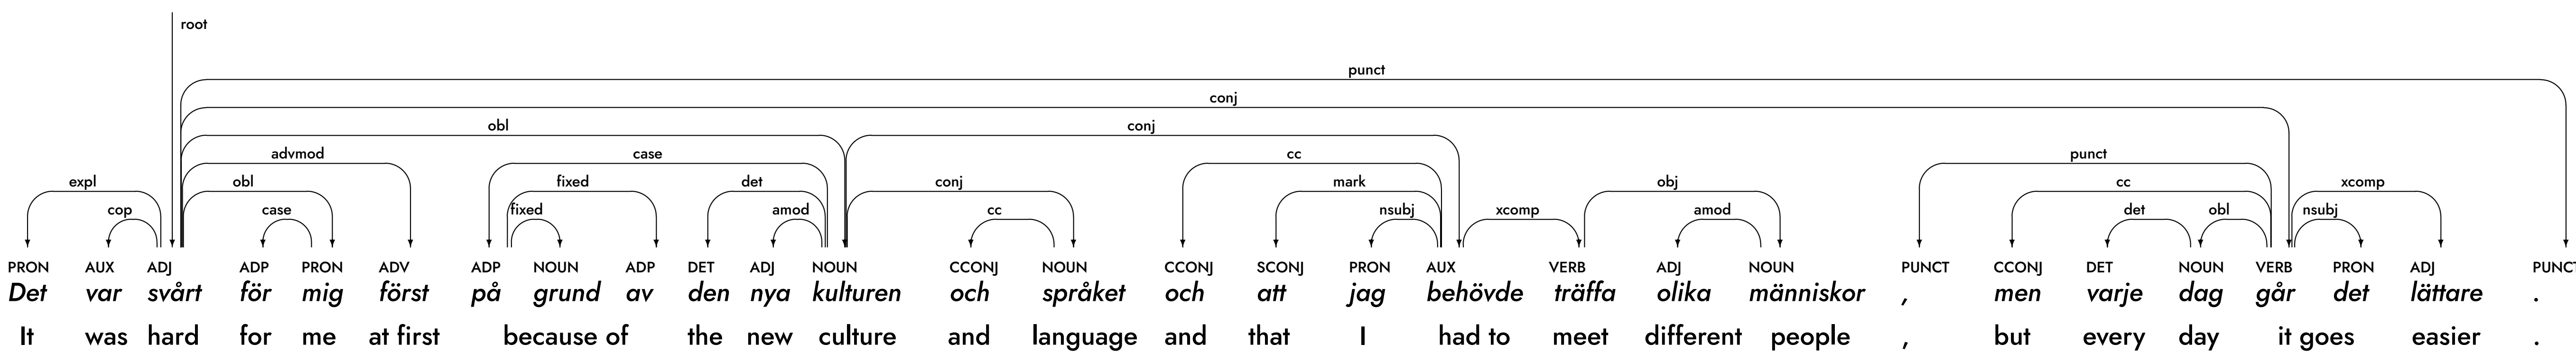 root
punct
conj
obl conj
advmod case cc punct
expl obl fixed det conj mark obj cc xcomp
cop case fixed amod cc nsubj xcomp amod det obl nsubj
PRON AUX ADJ ADP PRON ADV ADP NOUN ADP DET ADJ NOUN CCONJ NOUN CCONJ SCONJ PRON AUX VERB ADJ NOUN PUNCT CCONJ DET NOUN VERB PRON ADJ PUNCT
Det var svårt för mig först på grund av den nya kulturen och språket och att jag behövde träffa olika människor , men varje dag går det lättare .
It was hard for me at first because of the new culture and language and that I had to meet different people , but every day it goes easier .